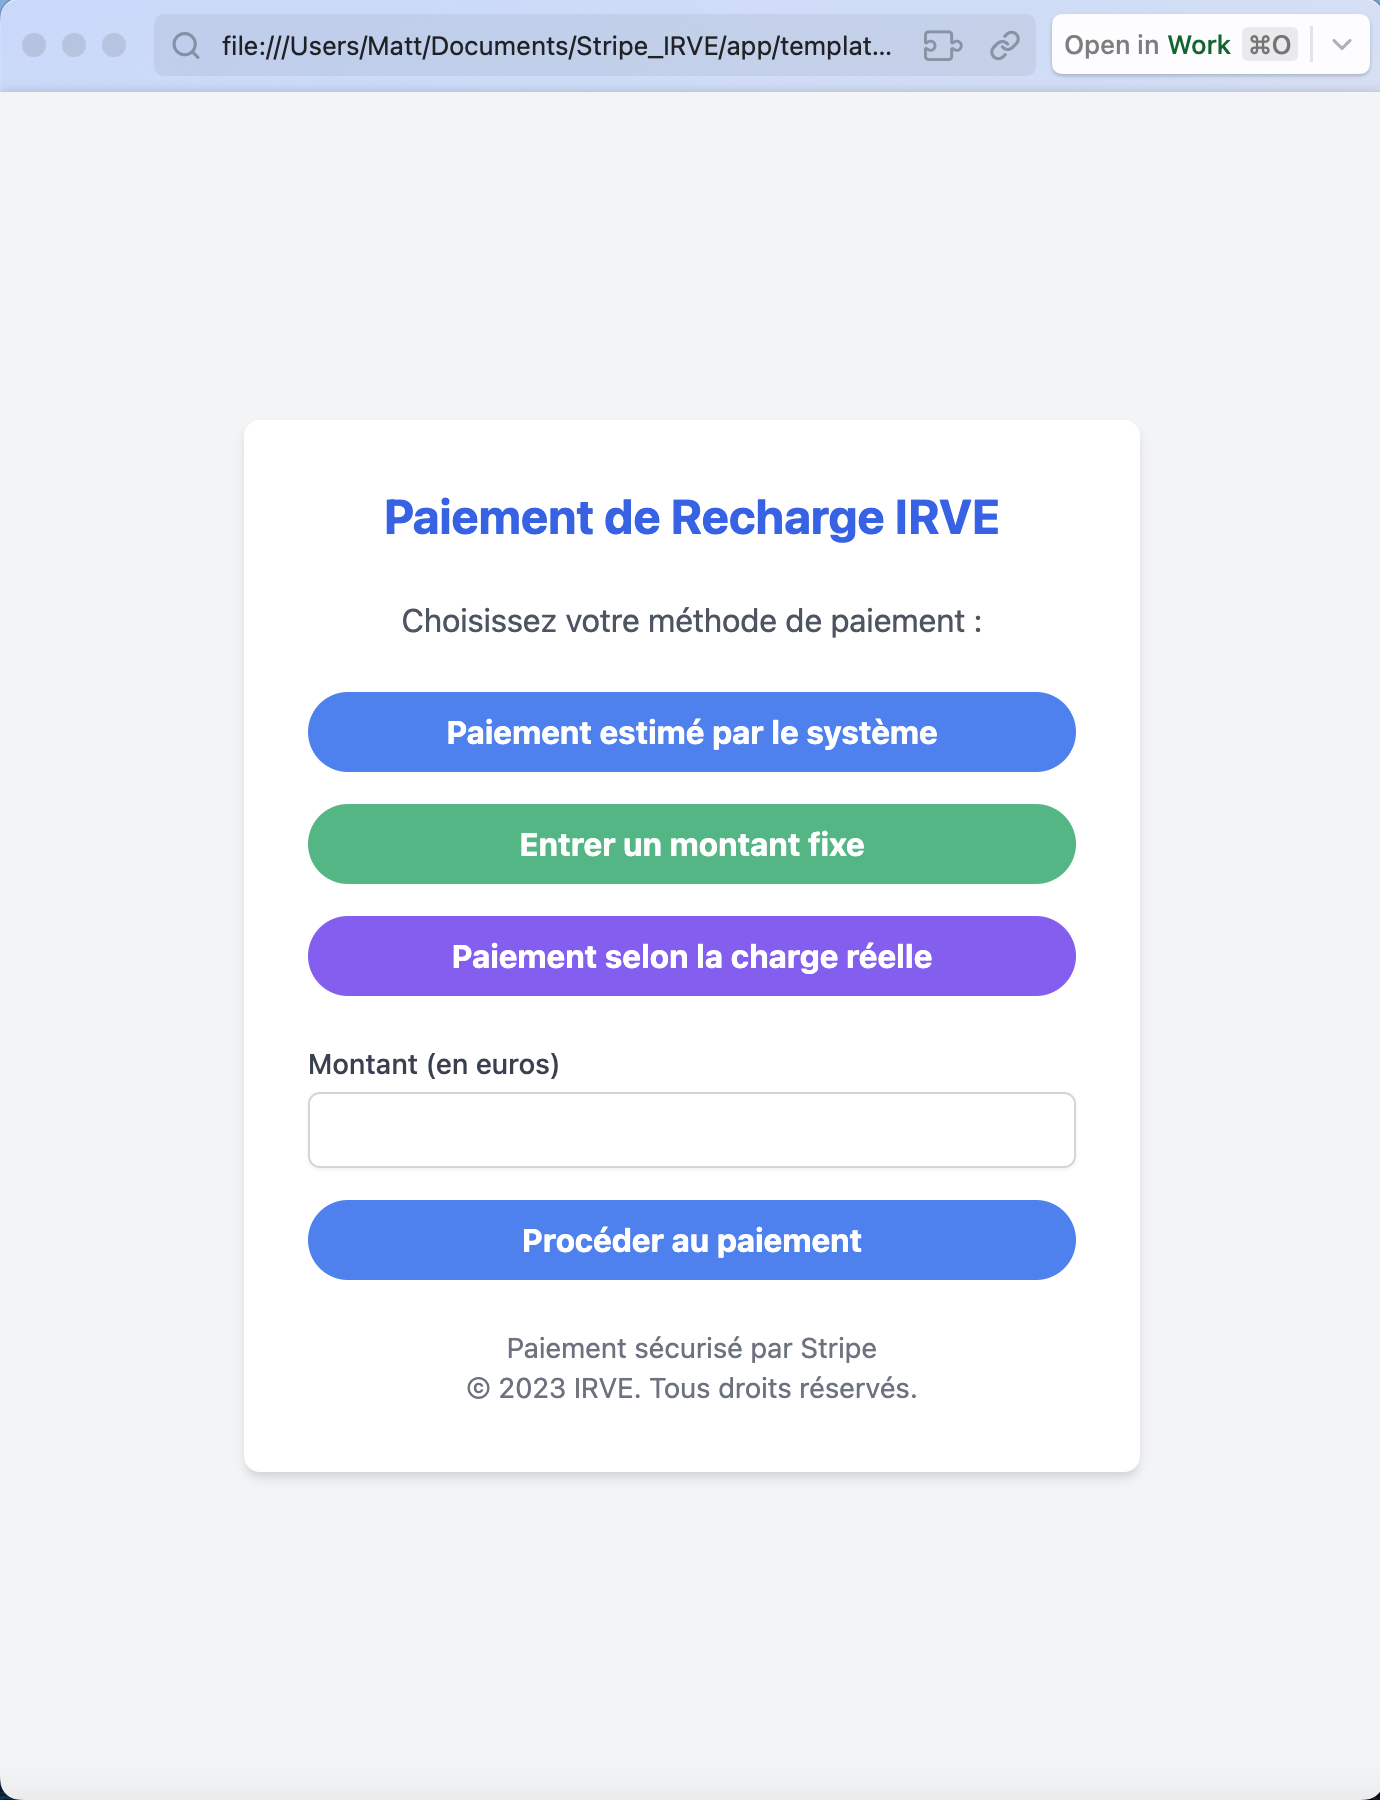 file:///Users/Matt/Documents/Stripe_IRVE/app/templat...
Open in Work ⌘O
Paiement de Recharge IRVE
Choisissez votre méthode de paiement :
Paiement estimé par le système
Entrer un montant fixe
Paiement selon la charge réelle
Montant (en euros)
Procéder au paiement
Paiement sécurisé par Stripe
© 2023 IRVE. Tous droits réservés.